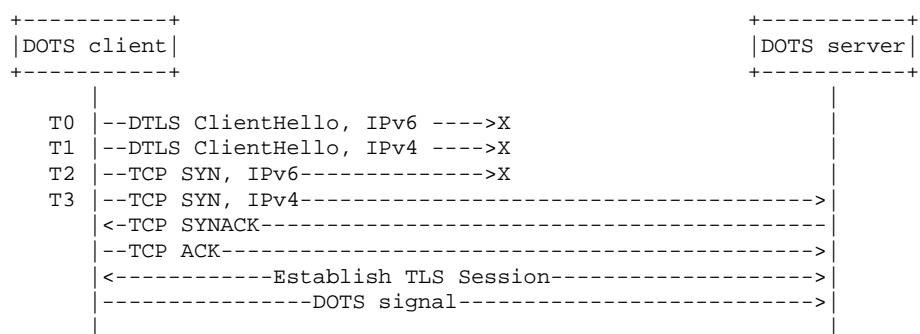 +-----------+                                     +-----------+
|DOTS client|                                     |DOTS server|
+-----------+                                     +-----------+
      |                                                 |
   T0 |--DTLS ClientHello, IPv6 ---->X                  |
   T1 |--DTLS ClientHello, IPv4 ---->X                  |
   T2 |--TCP SYN, IPv6-------------->X                  |
   T3 |--TCP SYN, IPv4--------------------------------->|
      |<-TCP SYNACK-------------------------------------|
      |--TCP ACK--------------------------------------->|
      |<------------Establish TLS Session-------------->|
      |----------------DOTS signal--------------------->|
      |                                                 |